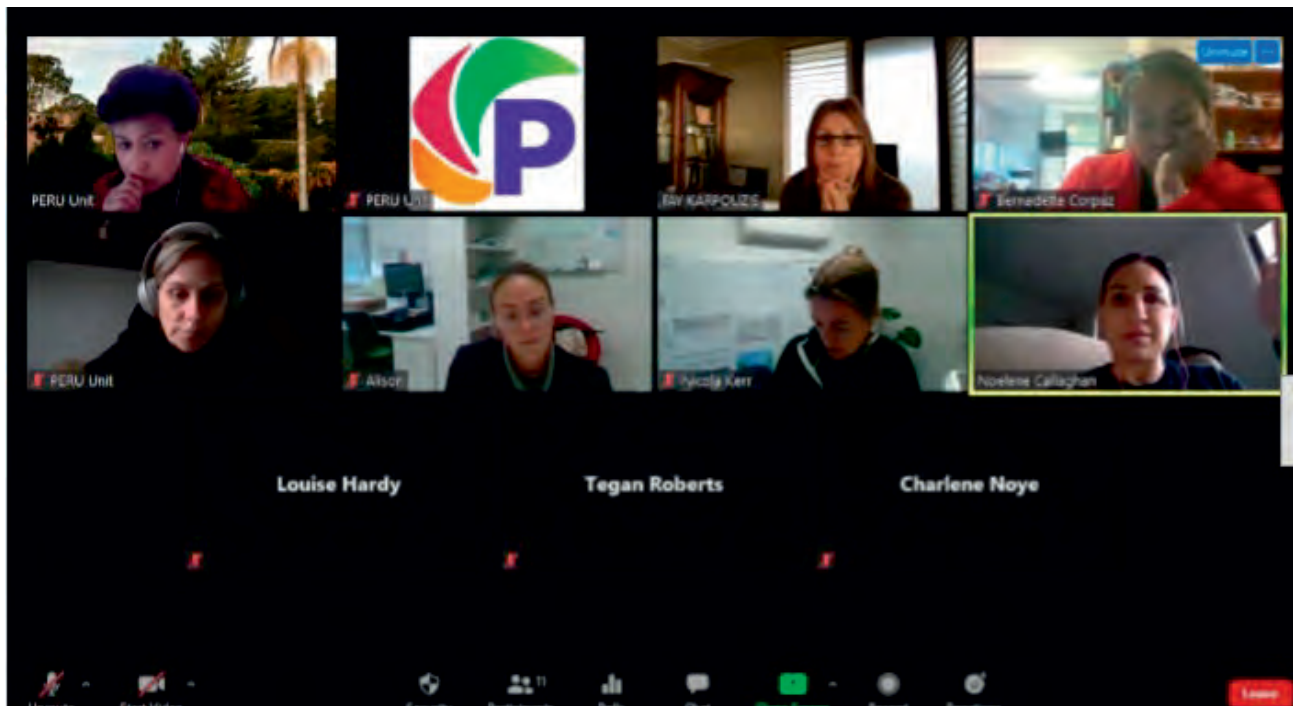 Unmute
P
PERU Unit
PERU Unit
FAY KARPOUZIS
Bernadette Corpuz
PERU Unit
Alison
Nicola Kerr
Noelene Callaghan
Louise Hardy
Tegan Roberts
Charlene Noye
11
Leave